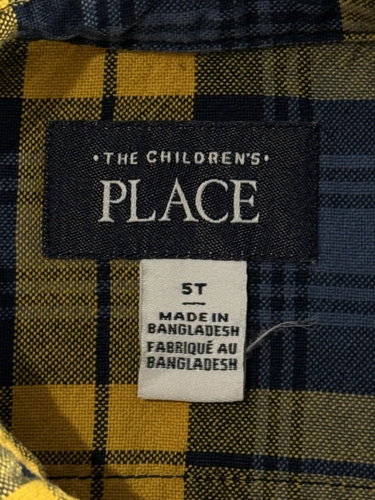 • THE CHILDREN'S •
PLACE
5T
MADE IN
BANGLADESH
FABRIQUÉ AU
BANGLADESH